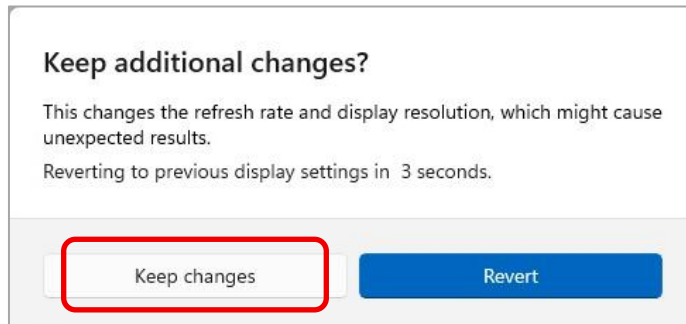 Keep additional changes?
This changes the refresh rate and display resolution, which might cause
unexpected results.
Reverting to previous display settings in  3 seconds.
Keep changes
Revert